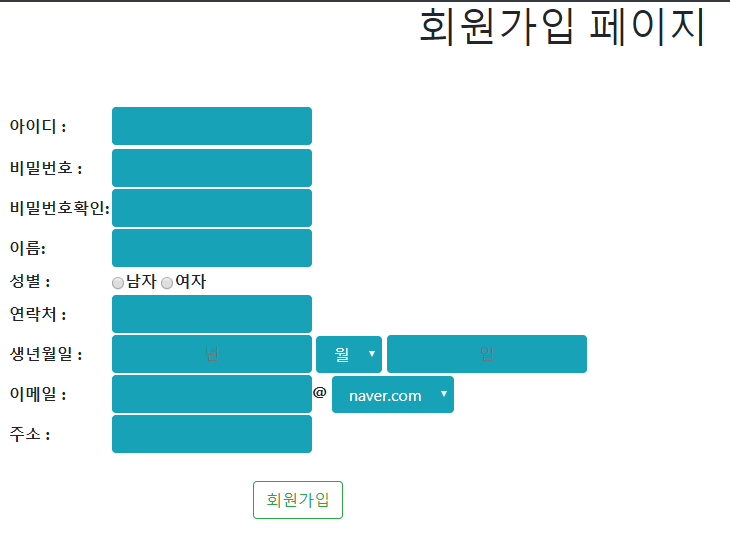 회원가입 페이지
아이디 :
비밀번호 :
비밀번호확인:
이름:
성별 : 남자 여자
연락처 :
생년월일 : 년 월 일
이메일 : @ naver.com
주소 :
회원가입